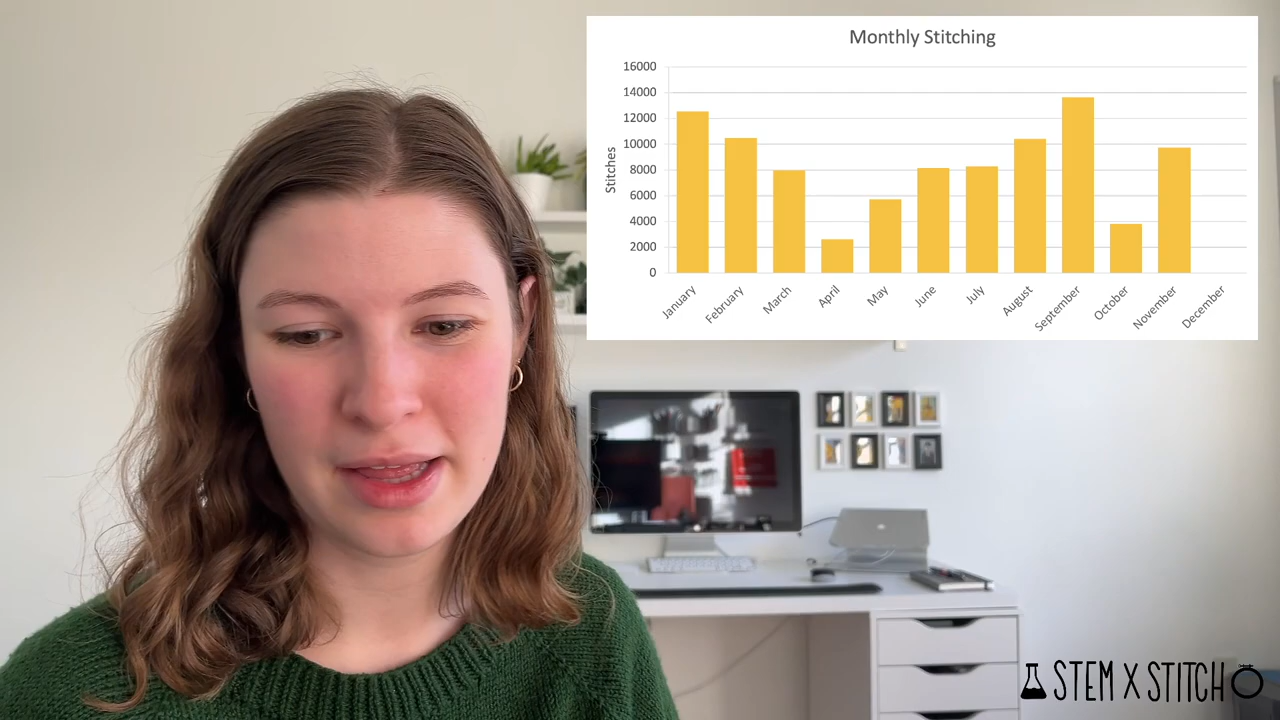 Monthly Stitching
16000
14000
12000
10000
8000
6000
4000
2000
0
Stitches
January
February
March
April
May
June
July
August
September
October
November
December
STEM X STITCH